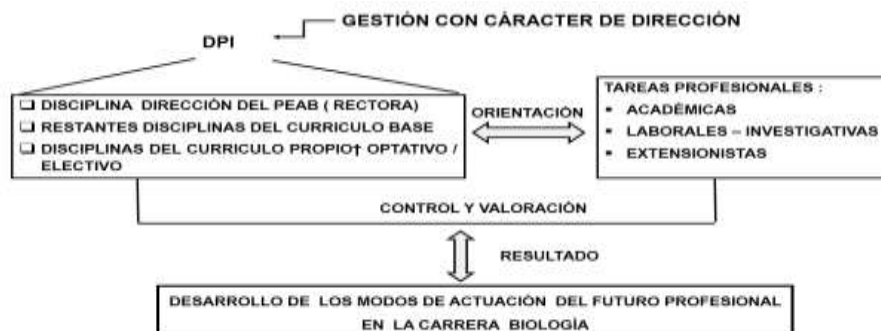 GESTIÓN CON CÁRACTER DE DIRECCIÓN
DPI
❑ DISCIPLINA DIRECCIÓN DEL PEAB ( RECTORA)
❑ RESTANTES DISCIPLINAS DEL CURRICULO BASE
❑ DISCIPLINAS DEL CURRICULO PROPIO† OPTATIVO /
ELECTIVO
ORIENTACIÓN
TAREAS PROFESIONALES :
▪ ACADÉMICAS
▪ LABORALES – INVESTIGATIVAS
▪ EXTENSIONISTAS
CONTROL Y VALORACIÓN
RESULTADO
DESARROLLO DE LOS MODOS DE ACTUACIÓN DEL FUTURO PROFESIONAL
EN LA CARRERA BIOLOGÍA